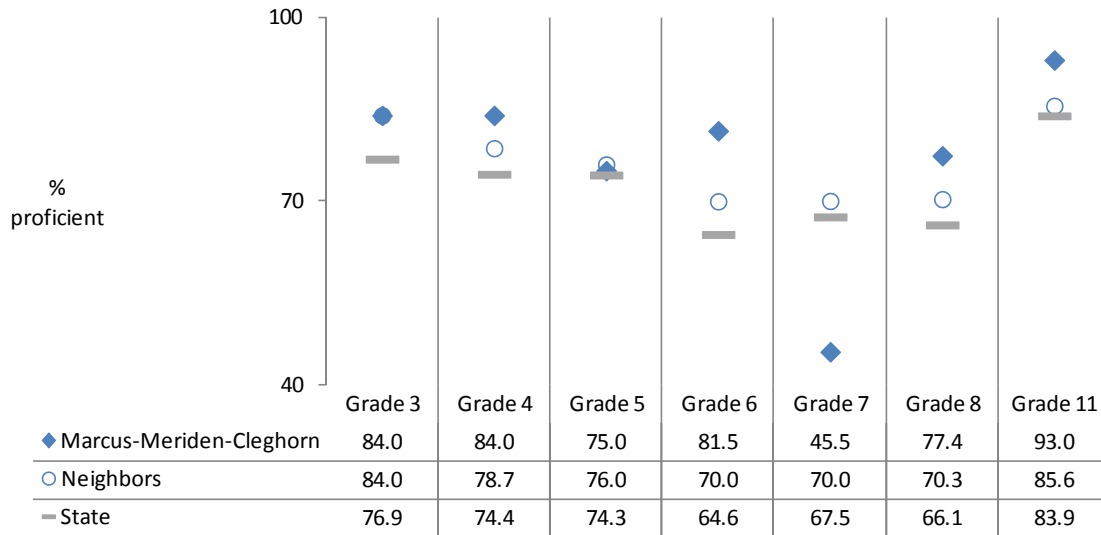 100
%
proficient
70
40
Grade 3 Grade 4 Grade 5 Grade 6 Grade 7 Grade 8 Grade 11
Marcus-Meriden-Cleghorn 84.0 84.0 75.0 81.5 45.5 77.4 93.0
Neighbors 84.0 78.7 76.0 70.0 70.0 70.3 85.6
State 76.9 74.4 74.3 64.6 67.5 66.1 83.9